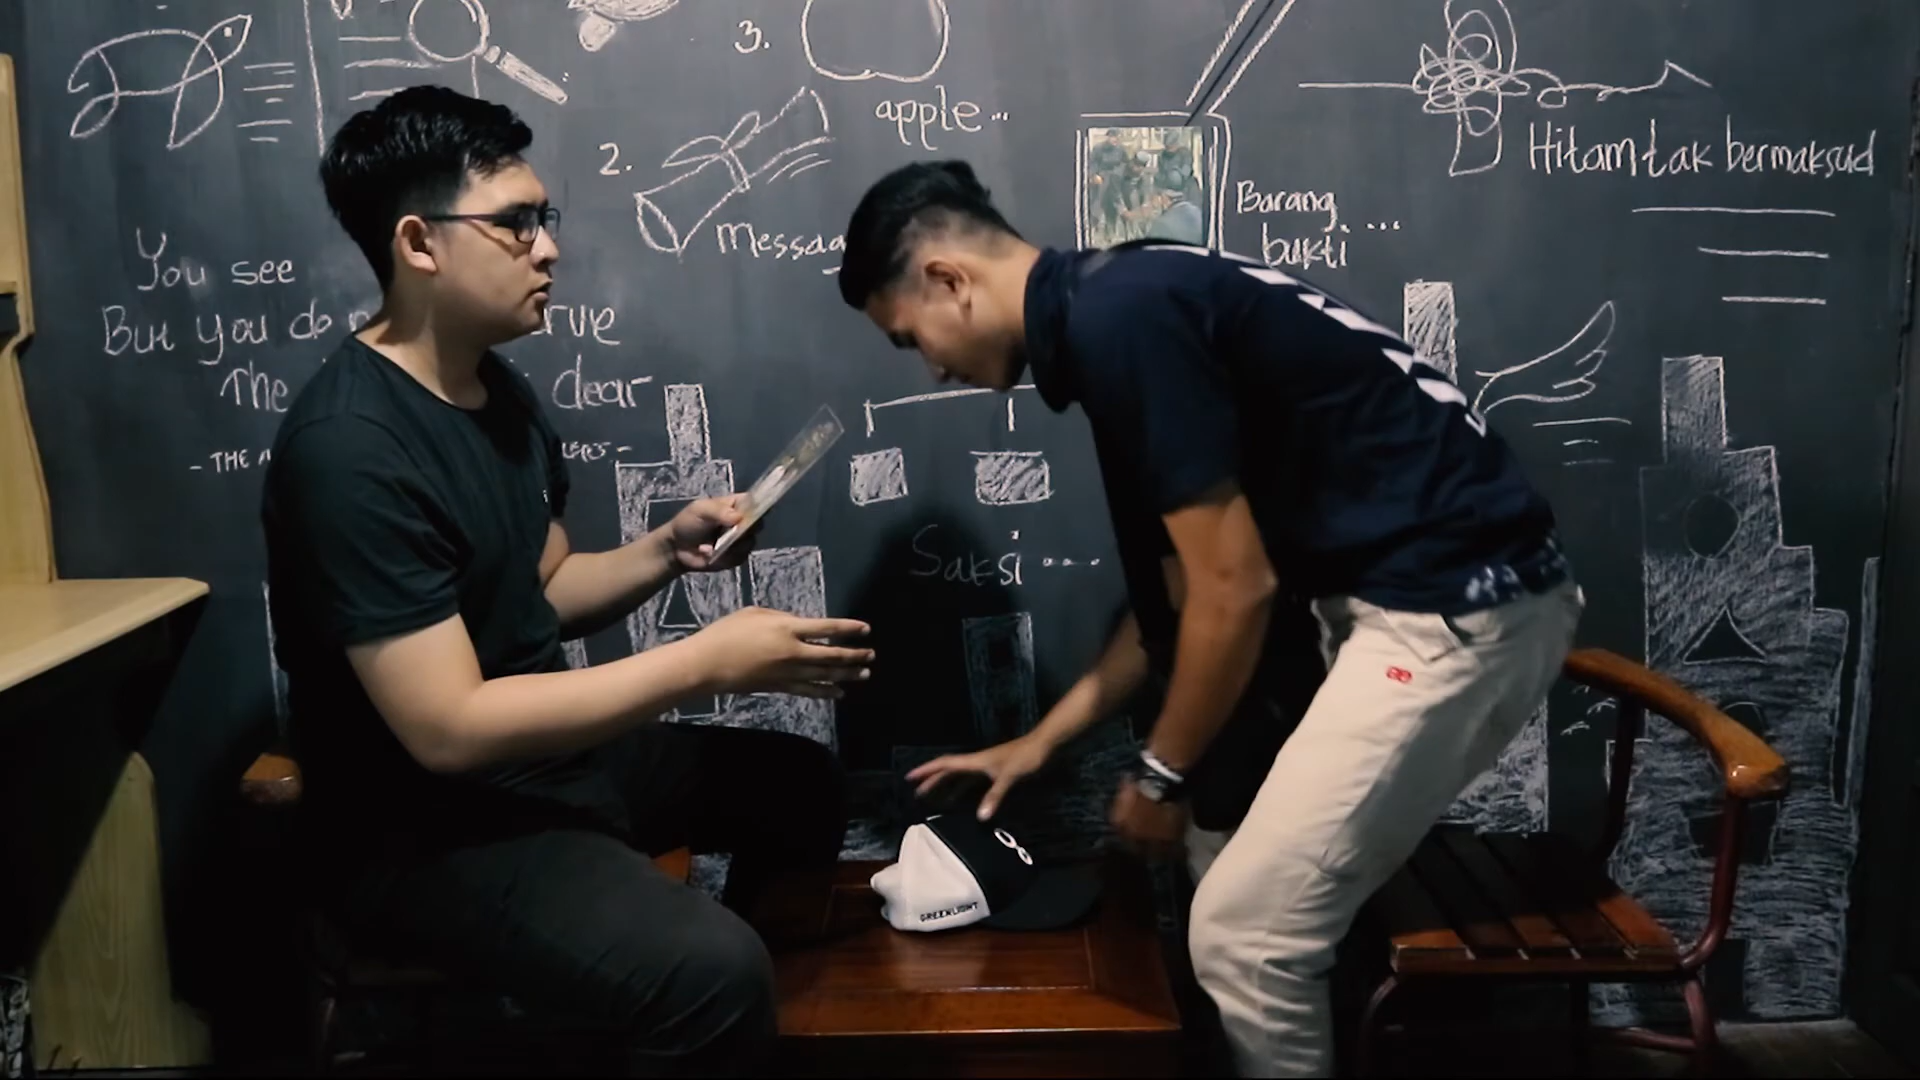 3.
apple...
2.
Messag
Hitam tak bermaksud
Barang
bukti ....
You see
But you do
rve
The
clear
- THE
Saksi ....
GREENLIGHT